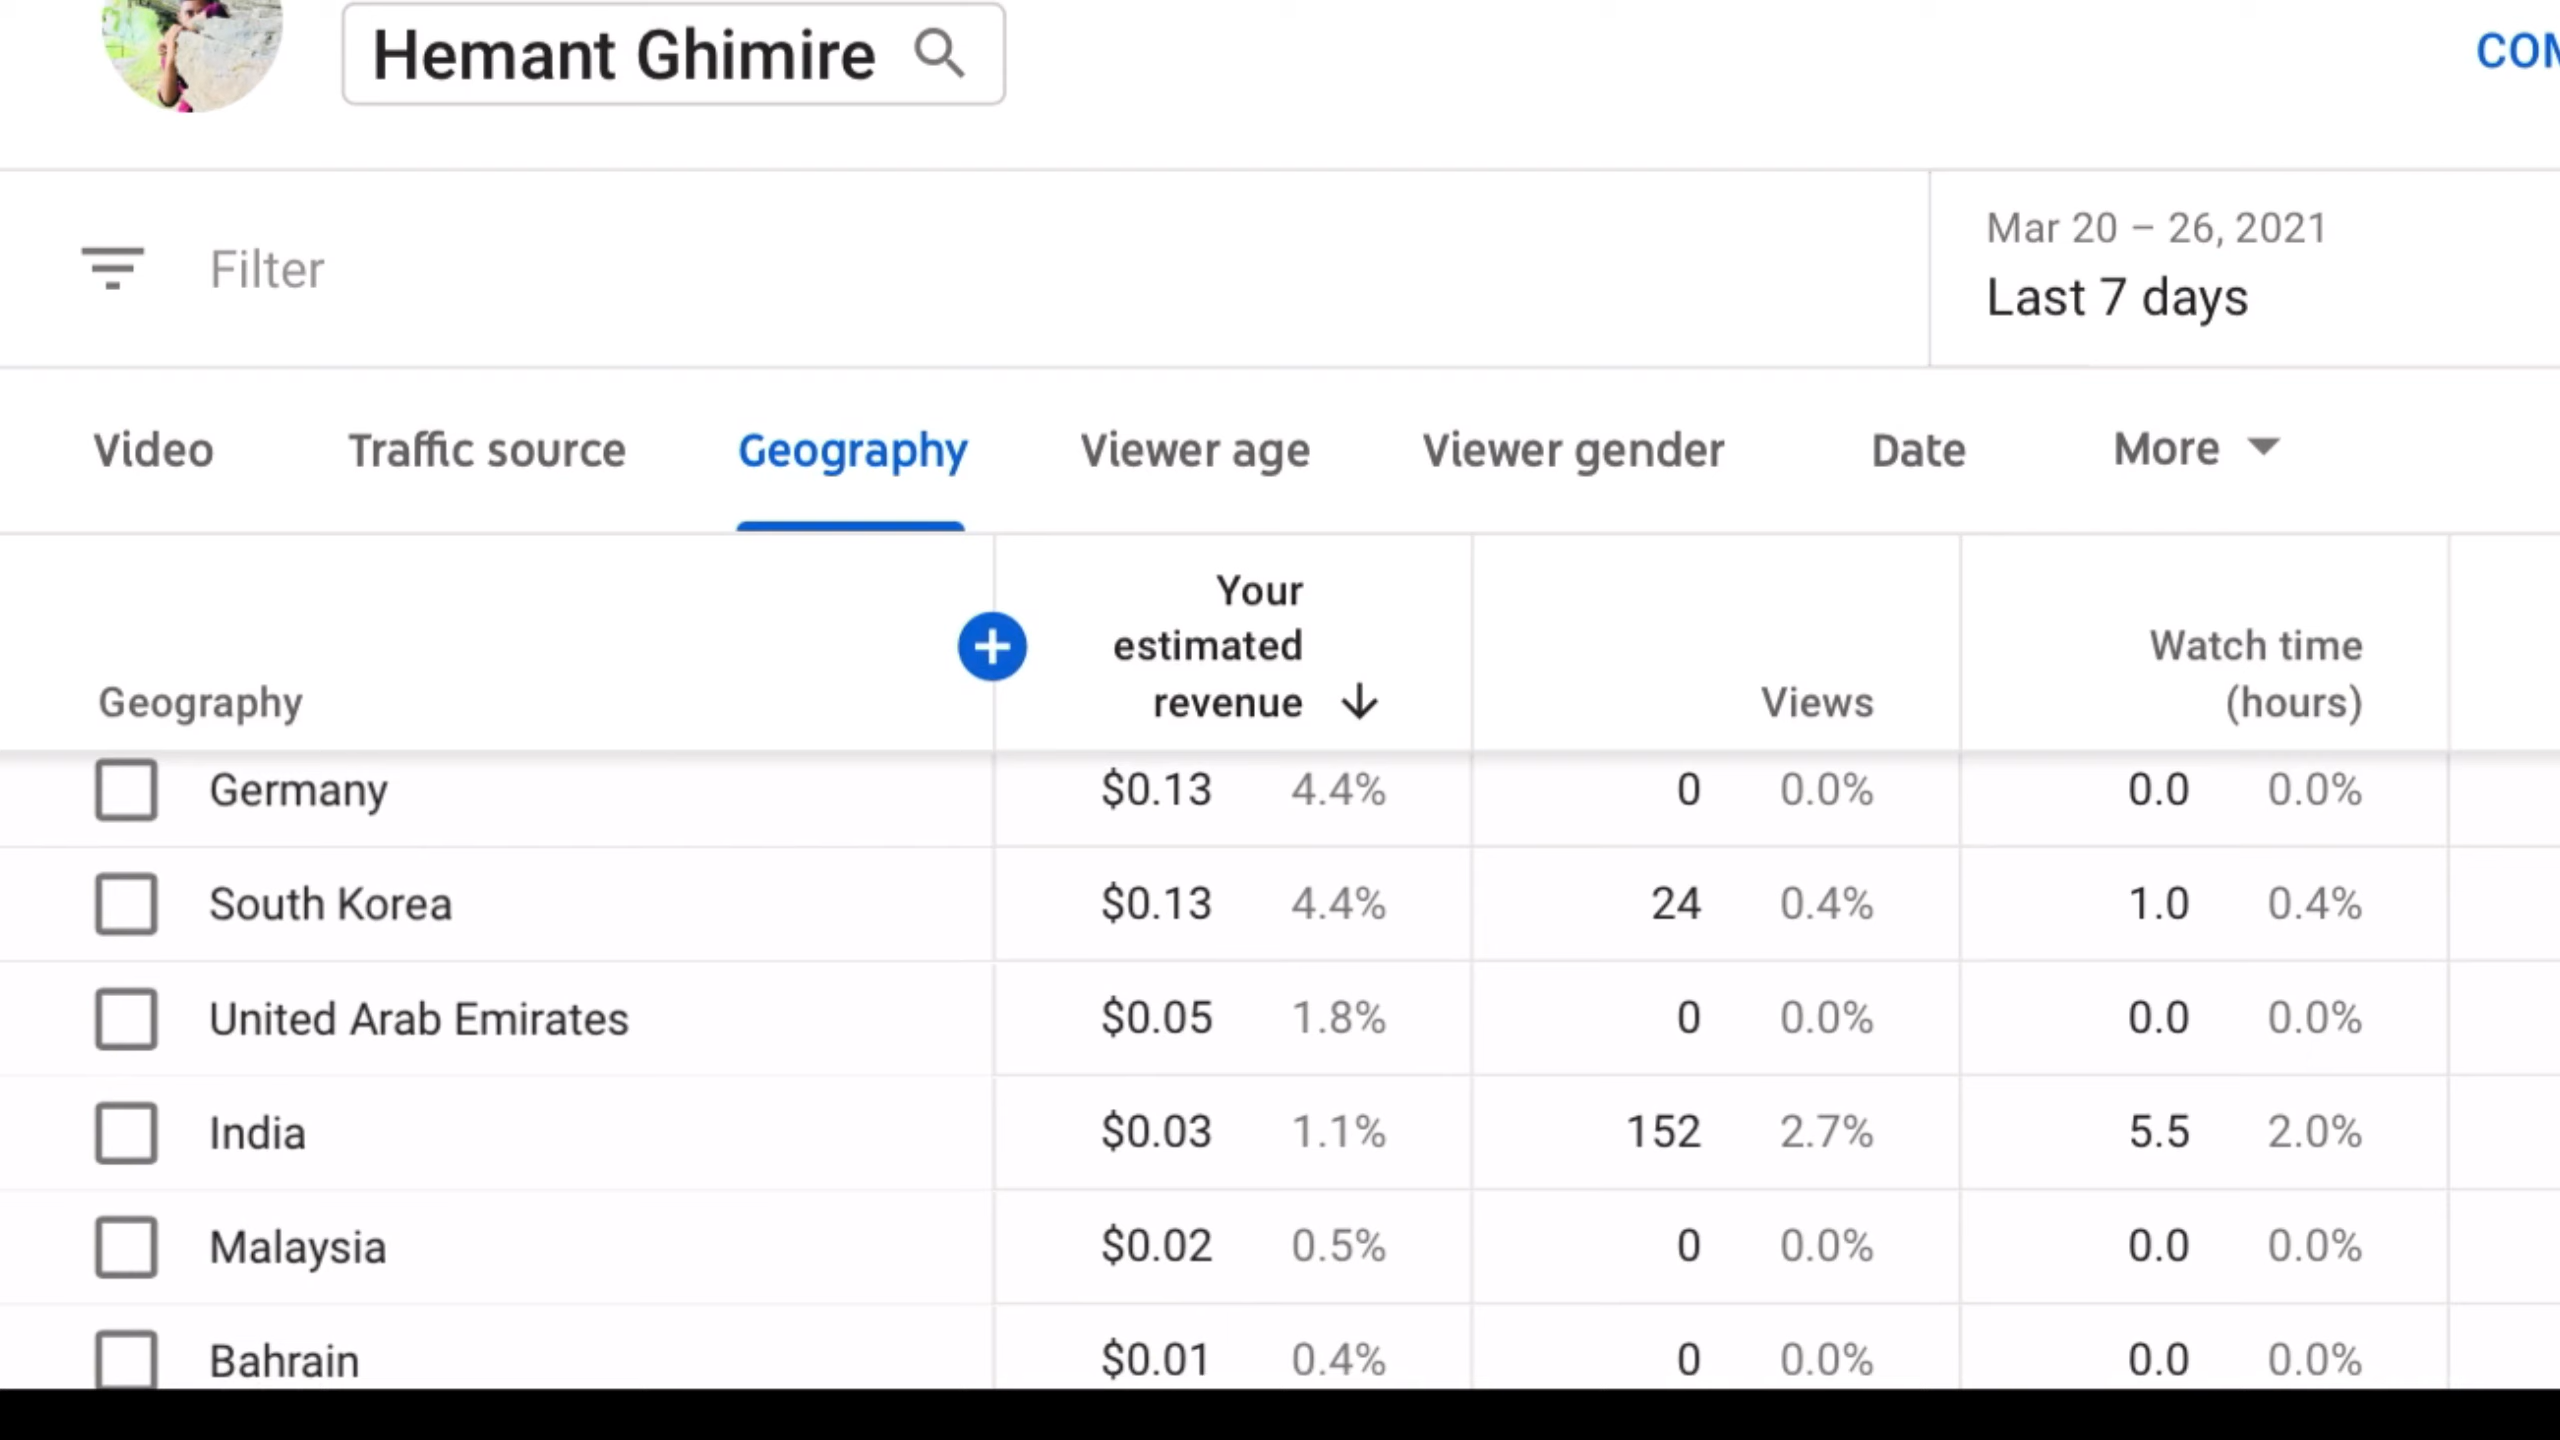 Hemant Ghimire
Filter
Mar 20 – 26, 2021
Last 7 days
Video Traffic source Geography Viewer age Viewer gender Date More
Geography Your estimated revenue Views Watch time (hours)
Germany $0.13 4.4% 0 0.0% 0.0 0.0%
South Korea $0.13 4.4% 24 0.4% 1.0 0.4%
United Arab Emirates $0.05 1.8% 0 0.0% 0.0 0.0%
India $0.03 1.1% 152 2.7% 5.5 2.0%
Malaysia $0.02 0.5% 0 0.0% 0.0 0.0%
Bahrain $0.01 0.4% 0 0.0% 0.0 0.0%